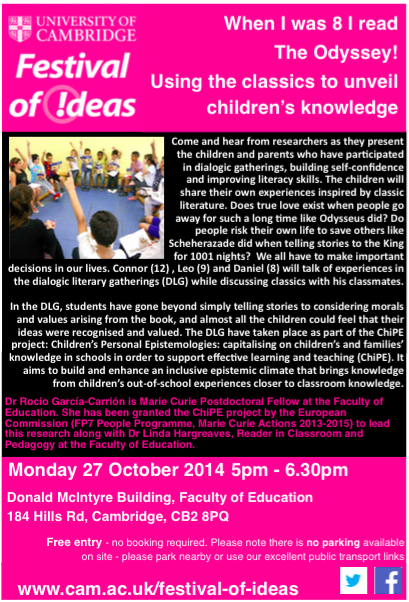 UNIVERSITY OF
CAMBRIDGE
Festival
of !deas
When I was 8 I read
The Odyssey!
Using the classics to unveil
children's knowledge
Come and hear from researchers as they present
the children and parents who have participated
in dialogic gatherings, building self-confidence
and improving literacy skills. The children will
share their own experiences inspired by classic
literature. Does true love exist when people go
away for such a long time like Odysseus did? Do
people risk their own life to save others like
Scheherazade did when telling stories to the King
for 1001 nights?  We all have to make important
decisions in our lives. Connor (12) , Leo (9) and Daniel (8) will talk of experiences in
the dialogic literary gatherings (DLG) while discussing classics with his classmates.
In the DLG, students have gone beyond simply telling stories to considering morals
and values arising from the book, and almost all the children could feel that their
ideas were recognised and valued. The DLG have taken place as part of the ChiPE
project: Children's Personal Epistemologies: capitalising on children's and families'
knowledge in schools in order to support effective learning and teaching (ChiPE). It
aims to build and enhance an inclusive epistemic climate that brings knowledge
from children's out-of-school experiences closer to classroom knowledge.
Dr Rocío García-Carrión is Marie Curie Postdoctoral Fellow at the Faculty of
Education. She has been granted the ChiPE project by the European
Commission (FP7 People Programme, Marie Curie Actions 2013-2015) to lead
this research along with Dr Linda Hargreaves, Reader in Classroom and
Pedagogy at the Faculty of Education.
Monday 27 October 2014 5pm - 6.30pm
Donald McIntyre Building, Faculty of Education
184 Hills Rd, Cambridge, CB2 8PQ
Free entry - no booking required. Please note there is no parking available
on site - please park nearby or use our excellent public transport links
www.cam.ac.uk/festival-of-ideas